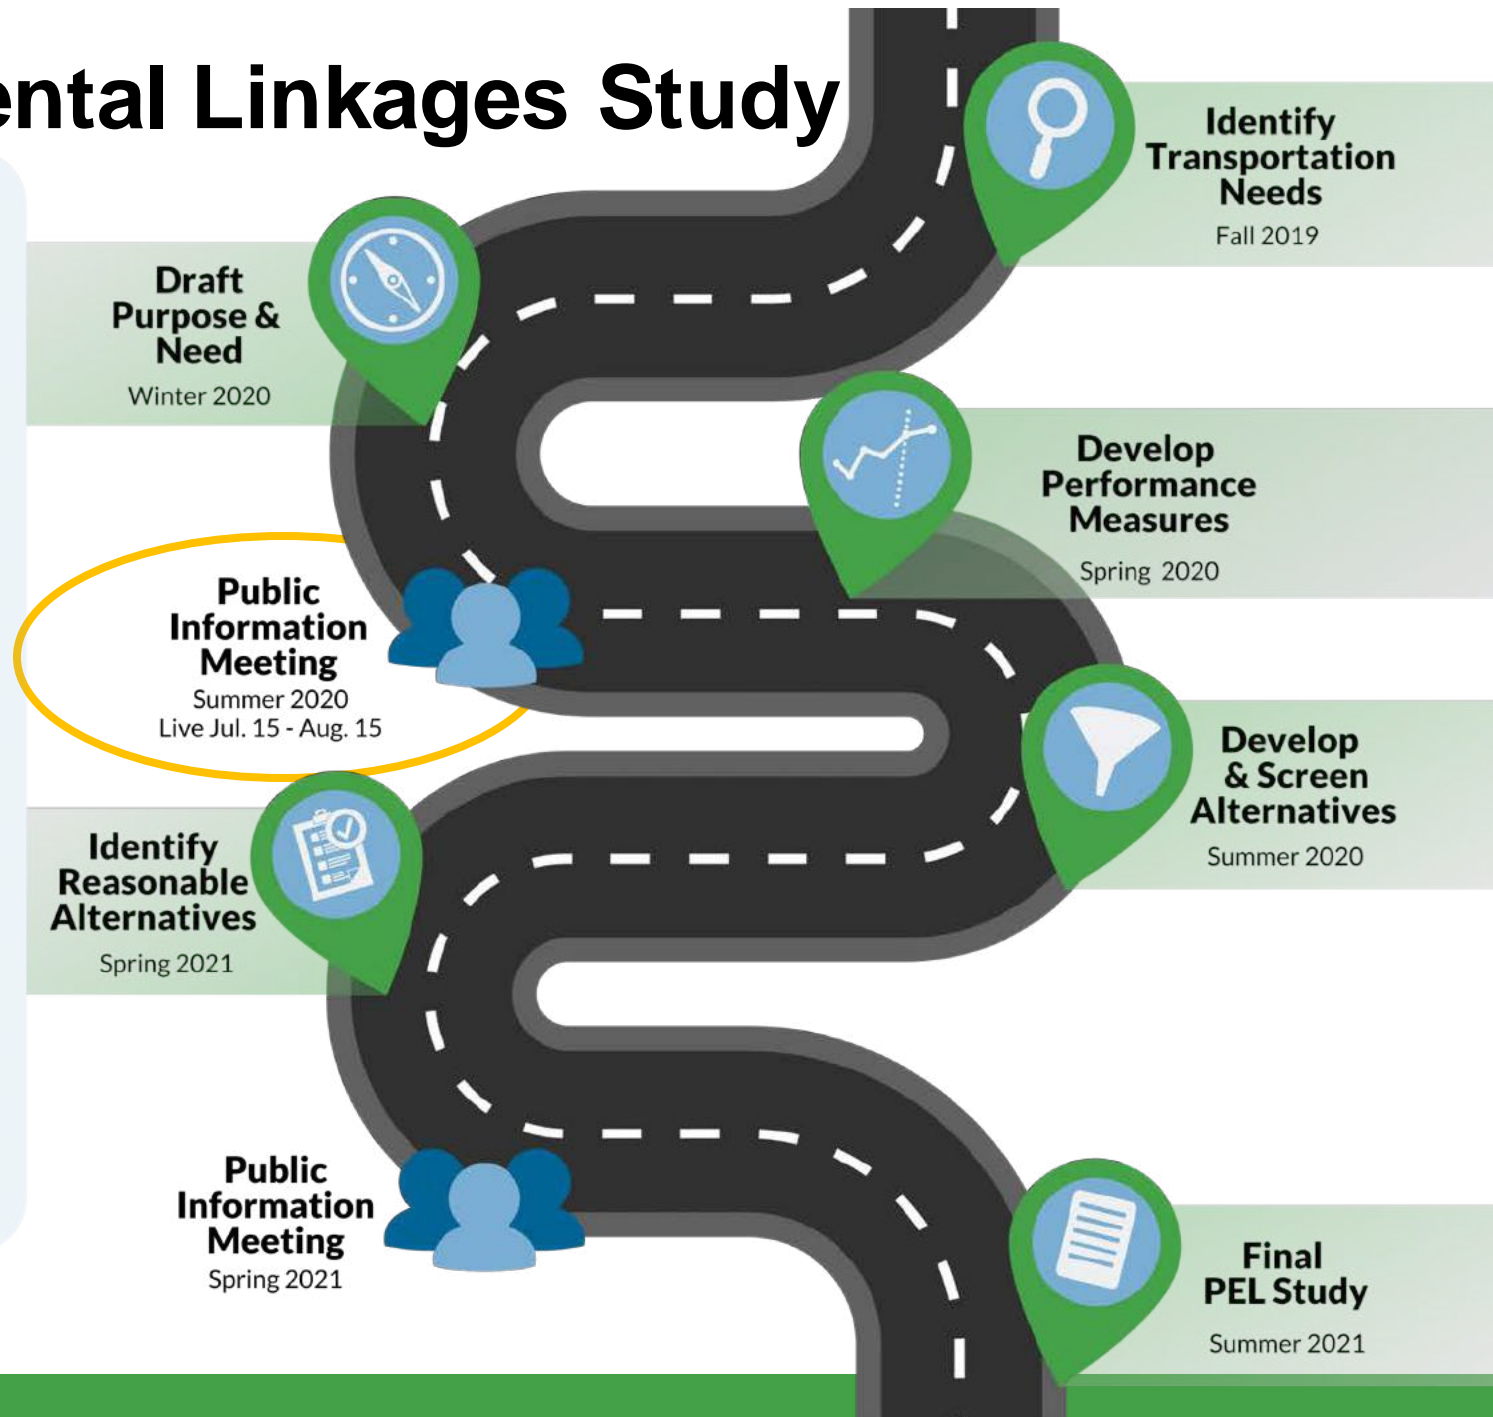 ental Linkages Study
Identify
Transportation
Needs
Fall 2019
Draft
Purpose &
Need
Winter 2020
Develop
Performance
Measures
Spring 2020
Public
Information
Meeting
Summer 2020
Live Jul. 15 - Aug. 15
Develop
& Screen
Alternatives
Summer 2020
Identify
Reasonable
Alternatives
Spring 2021
Public
Information
Meeting
Spring 2021
Final
PEL Study
Summer 2021